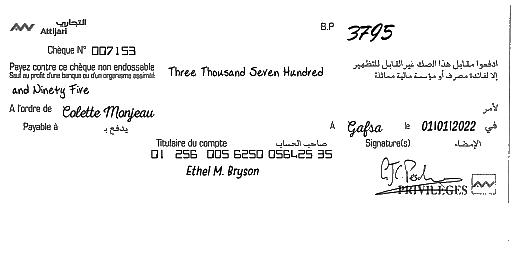 التجاري
Attijari
B.P 3795
Chèque N° 007153
Payez contre ce chèque non endossable
Seuf au profit d'une banque ou d'un organisme assimilé
Three Thousand Seven Hundred
ادفعوا مقابل هذا الصك غير القابل للتظهير
إلا لفائدة مصرف أو مؤسسة مالية مماثلة
and Ninety Five
A l'ordre de Colette Monjeau لأمر
Payable à يدفع بـ
A Gafsa le 01/01/2022 في
Titulaire du compte صاحب الحساب
Signature(s) الإمضاء
01 256 005 6250 056425 35
Ethel M. Bryson
PRIVILÈGES